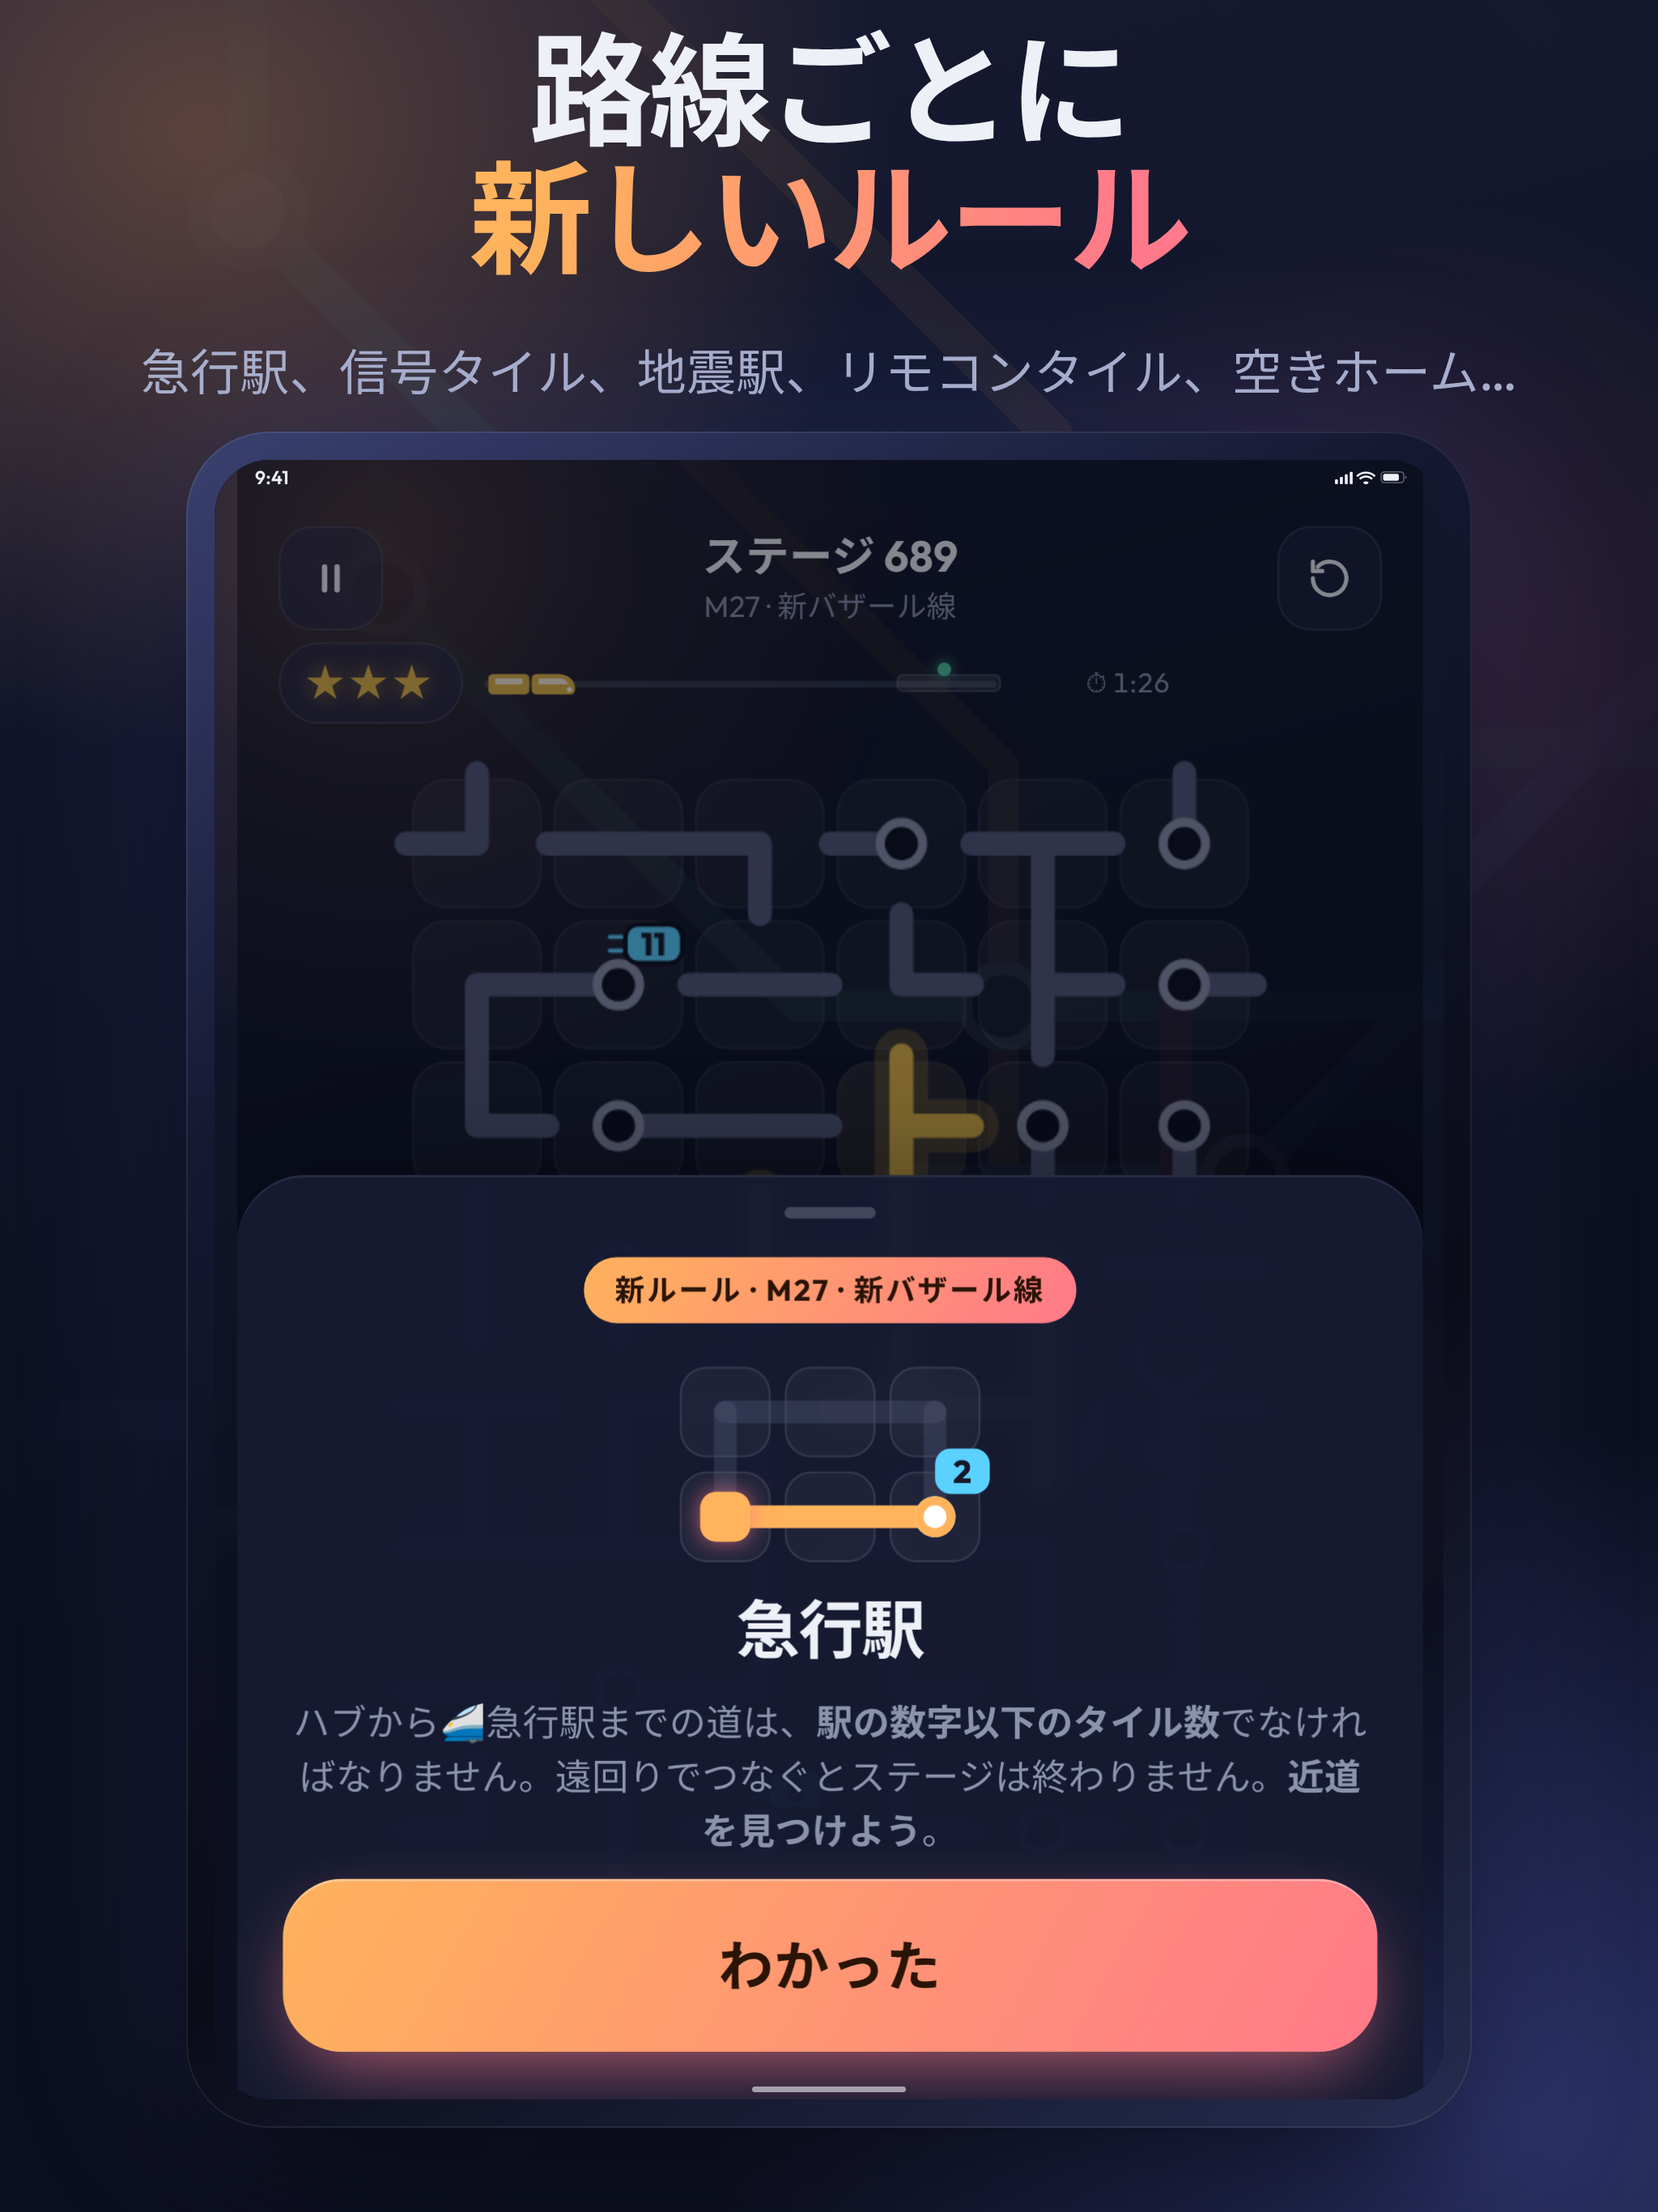 路線ごとに
新しいルール
急行駅、信号タイル、地震駅、リモコンタイル、空きホーム...
9:41
ステージ 689
M27 · 新バザール線
★★★
⏱ 1:26
11
新ルール · M27 · 新バザール線
2
急行駅
ハブから🚄急行駅までの道は、駅の数字以下のタイル数でなけれ
ばなりません。遠回りでつなぐとステージは終わりません。近道
を見つけよう。
わかった